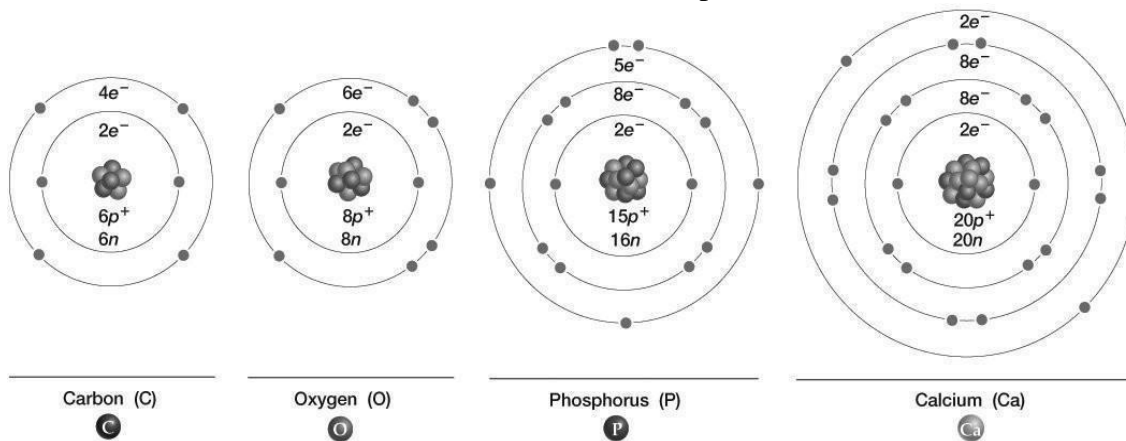 4e⁻
2e⁻
6p⁺
6n
Carbon (C)
C
6e⁻
2e⁻
8p⁺
8n
Oxygen (O)
O
5e⁻
8e⁻
2e⁻
15p⁺
16n
Phosphorus (P)
P
2e⁻
8e⁻
8e⁻
2e⁻
20p⁺
20n
Calcium (Ca)
Ca